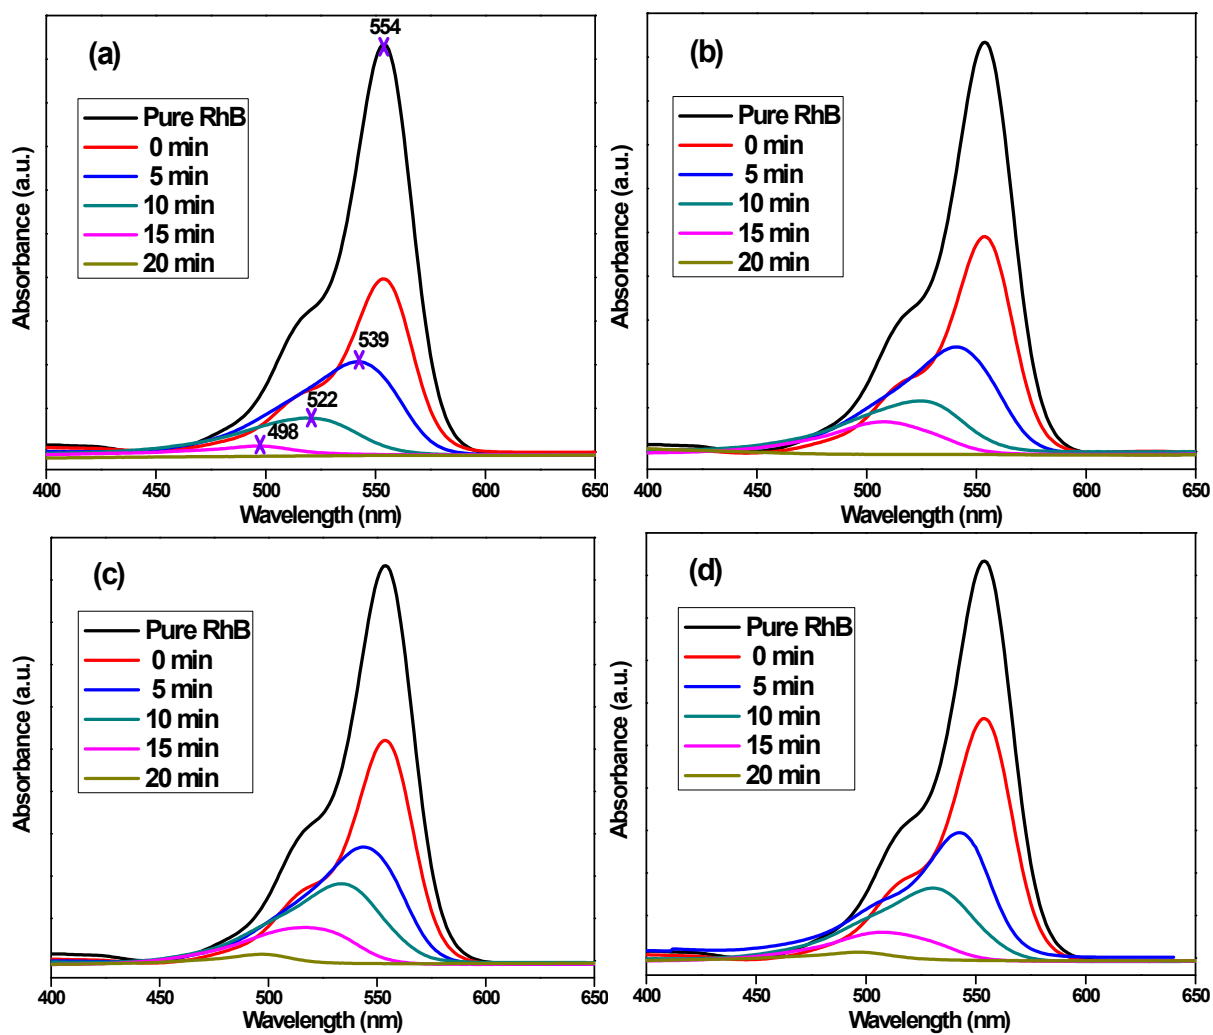 (a)
554
Pure RhB
0 min
5 min
10 min
15 min
20 min
539
522
498
Absorbance (a.u.)
400 450 500 550 600 650
Wavelength (nm)
(b)
Pure RhB
0 min
5 min
10 min
15 min
20 min
Absorbance (a.u.)
400 450 500 550 600 650
Wavelength (nm)
(c)
Pure RhB
0 min
5 min
10 min
15 min
20 min
Absorbance (a.u.)
400 450 500 550 600 650
Wavelength (nm)
(d)
Pure RhB
0 min
5 min
10 min
15 min
20 min
Absorbance (a.u.)
400 450 500 550 600 650
Wavelength (nm)